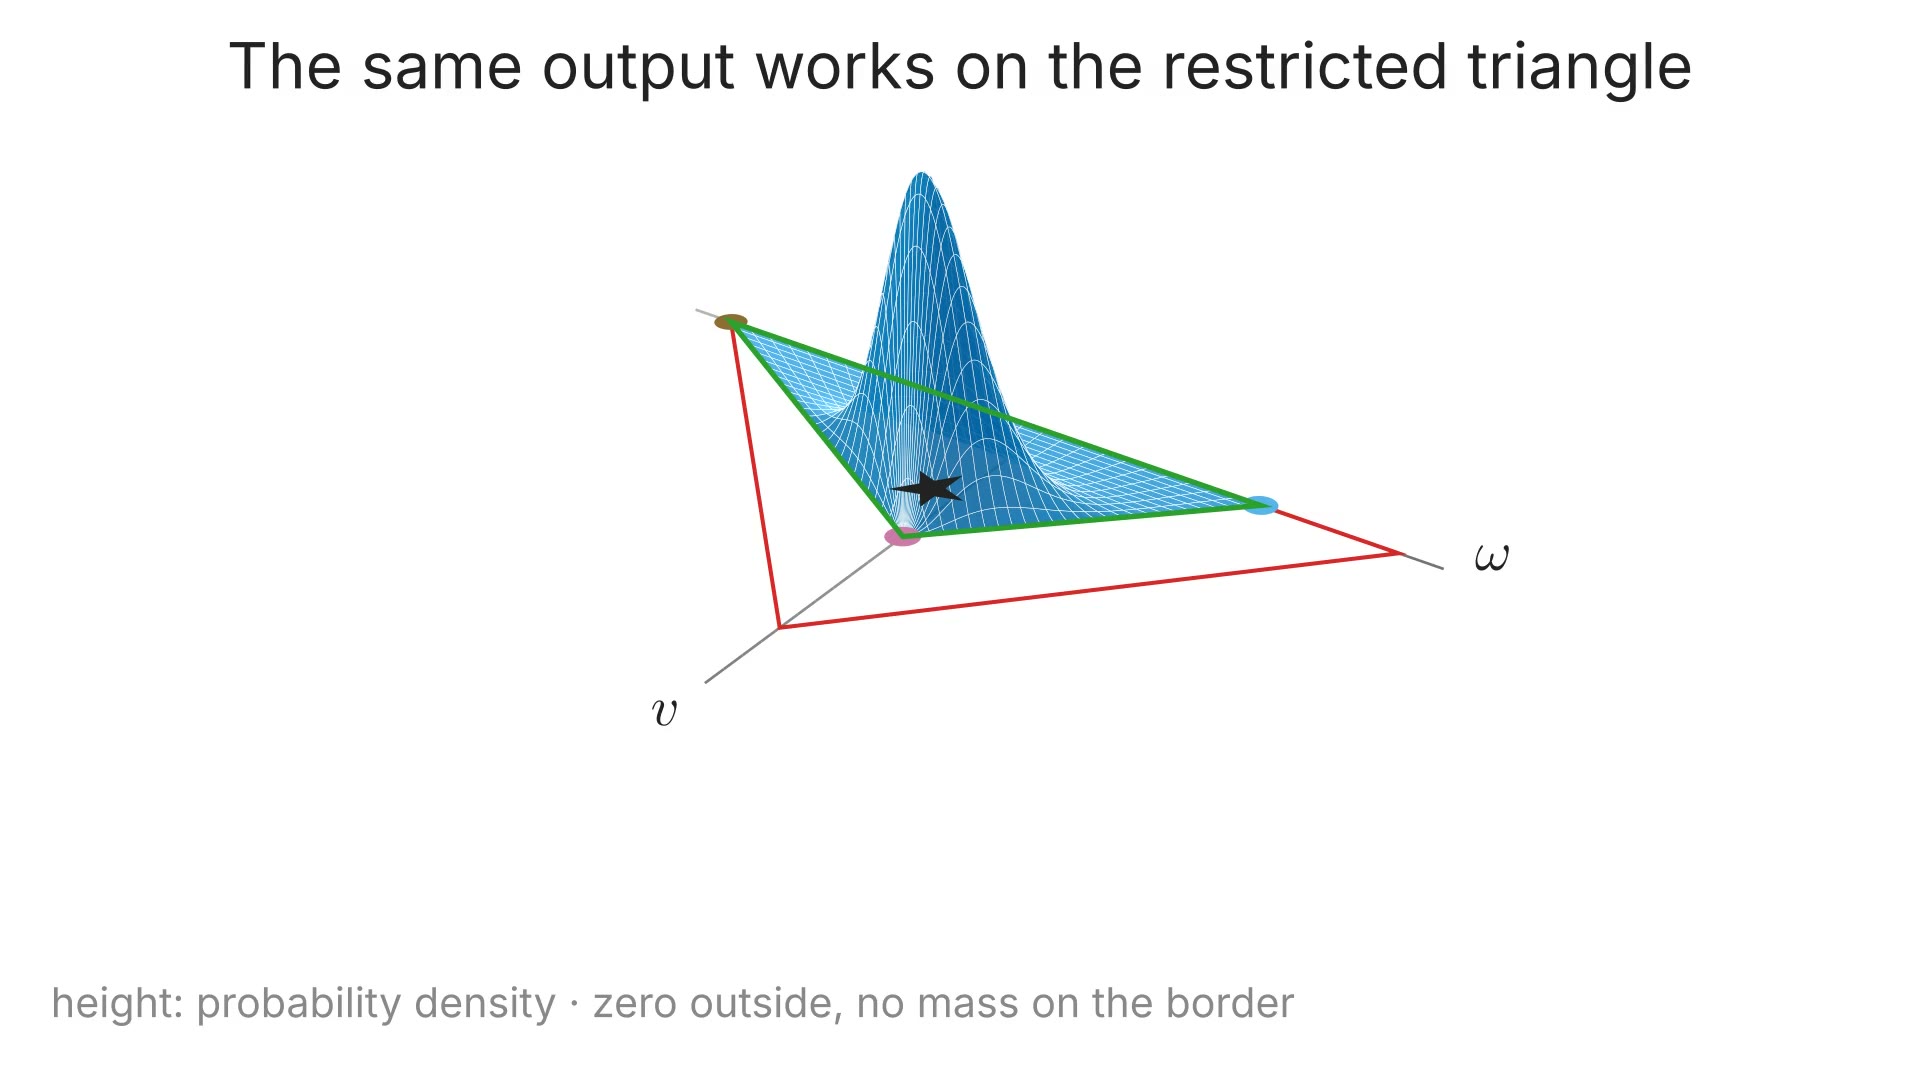 The same output works on the restricted triangle
ω
v
height: probability density · zero outside, no mass on the border